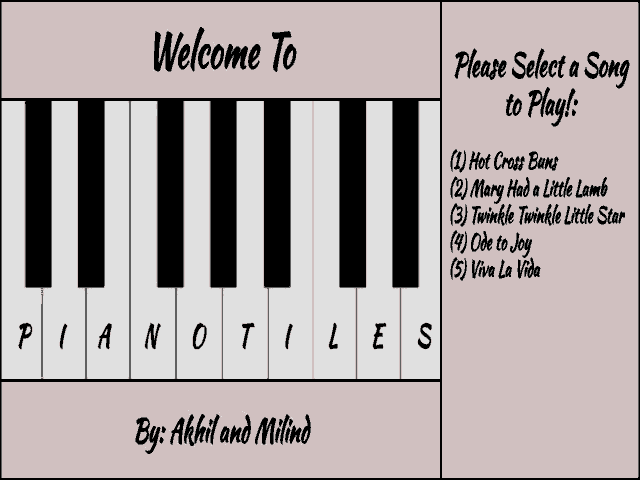 Welcome To
P I A N O T I L E S
By: Akhil and Milind
Please Select a Song
to Play!:
(1) Hot Cross Buns
(2) Mary Had a Little Lamb
(3) Twinkle Twinkle Little Star
(4) Ode to Joy
(5) Viva La Vida